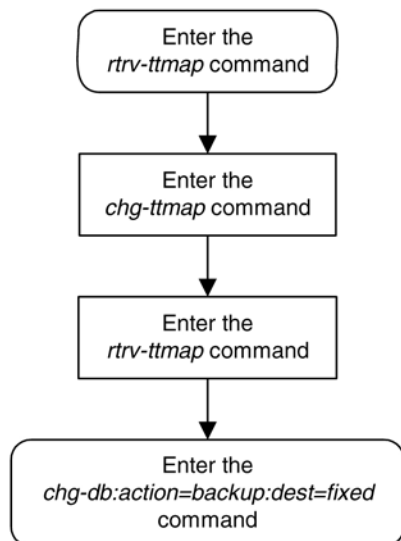 Enter the
rtrv-ttmap command
Enter the
chg-ttmap command
Enter the
rtrv-ttmap command
Enter the
chg-db:action=backup:dest=fixed
command